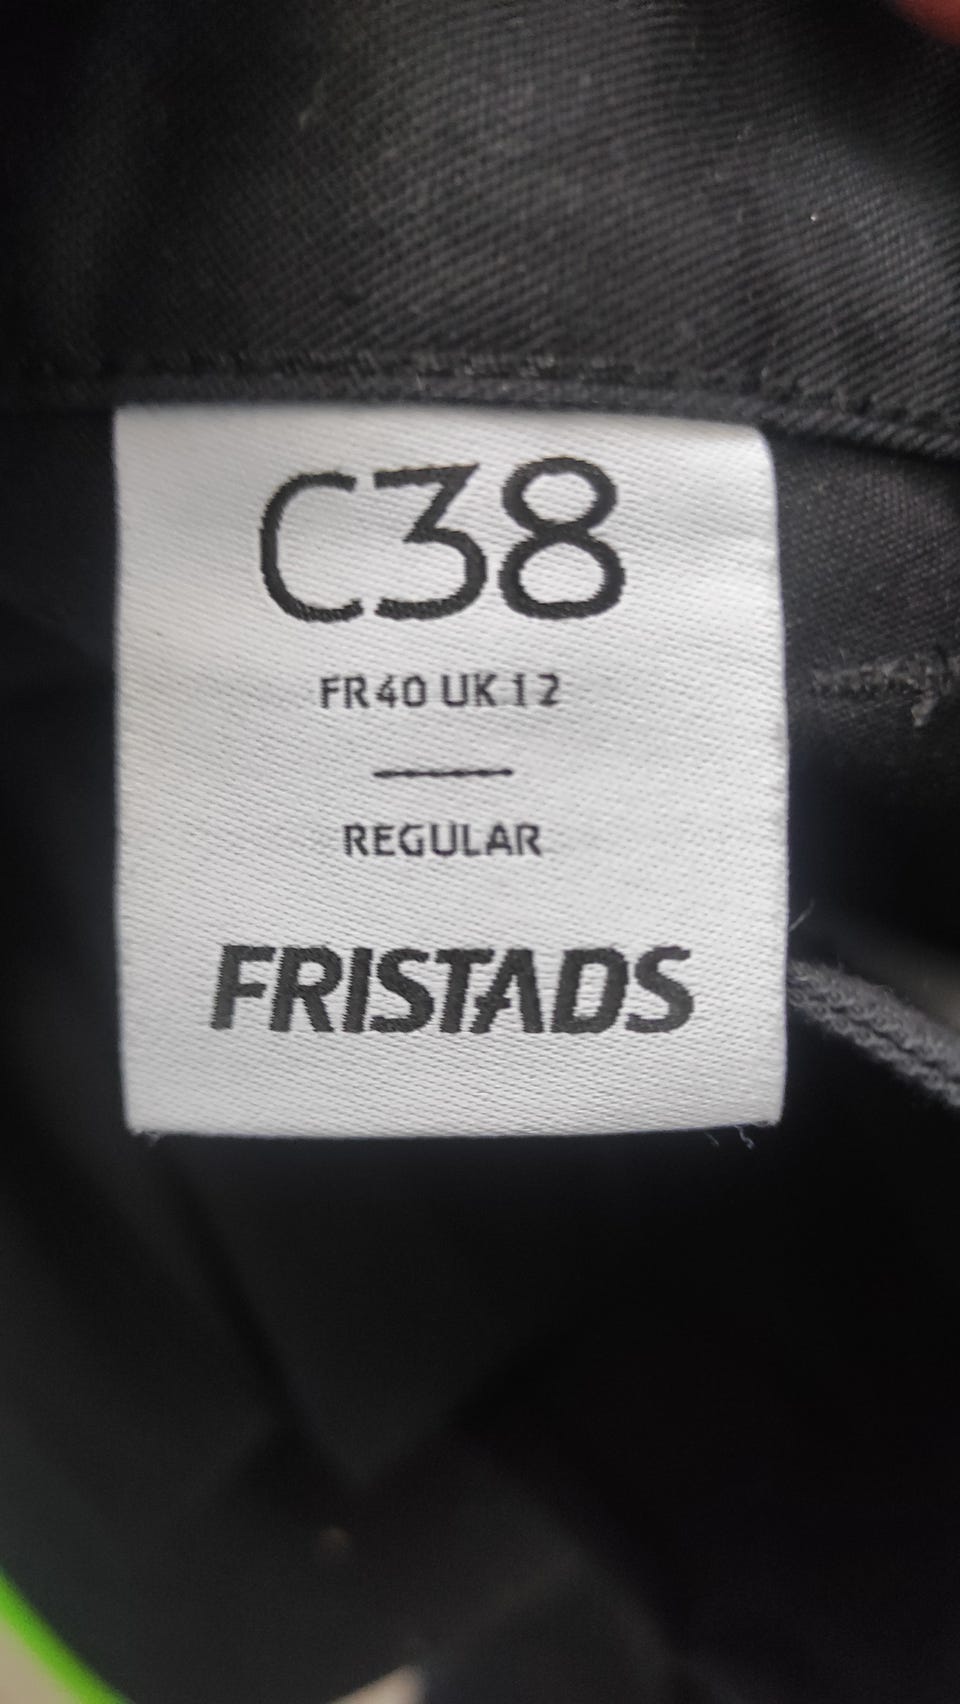 C38
FR40 UK12
REGULAR
FRISTADS